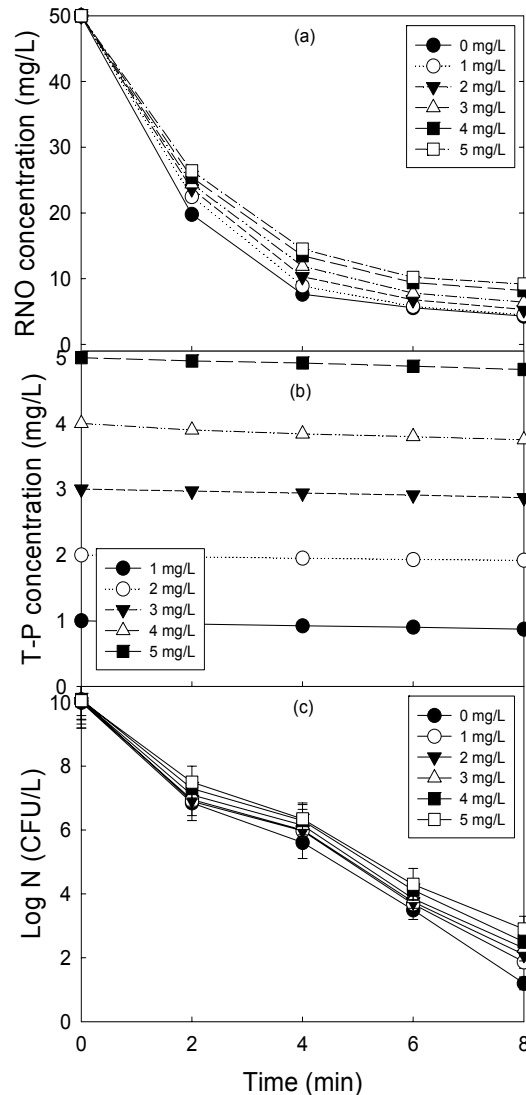 50
40
30
20
10
0
RNO concentration (mg/L)
(a)
0 mg/L
1 mg/L
2 mg/L
3 mg/L
4 mg/L
5 mg/L
5
4
3
2
1
0
T-P concentration (mg/L)
(b)
1 mg/L
2 mg/L
3 mg/L
4 mg/L
5 mg/L
10
8
6
4
2
0
Log N (CFU/L)
(c)
0 mg/L
1 mg/L
2 mg/L
3 mg/L
4 mg/L
5 mg/L
0 2 4 6 8
Time (min)